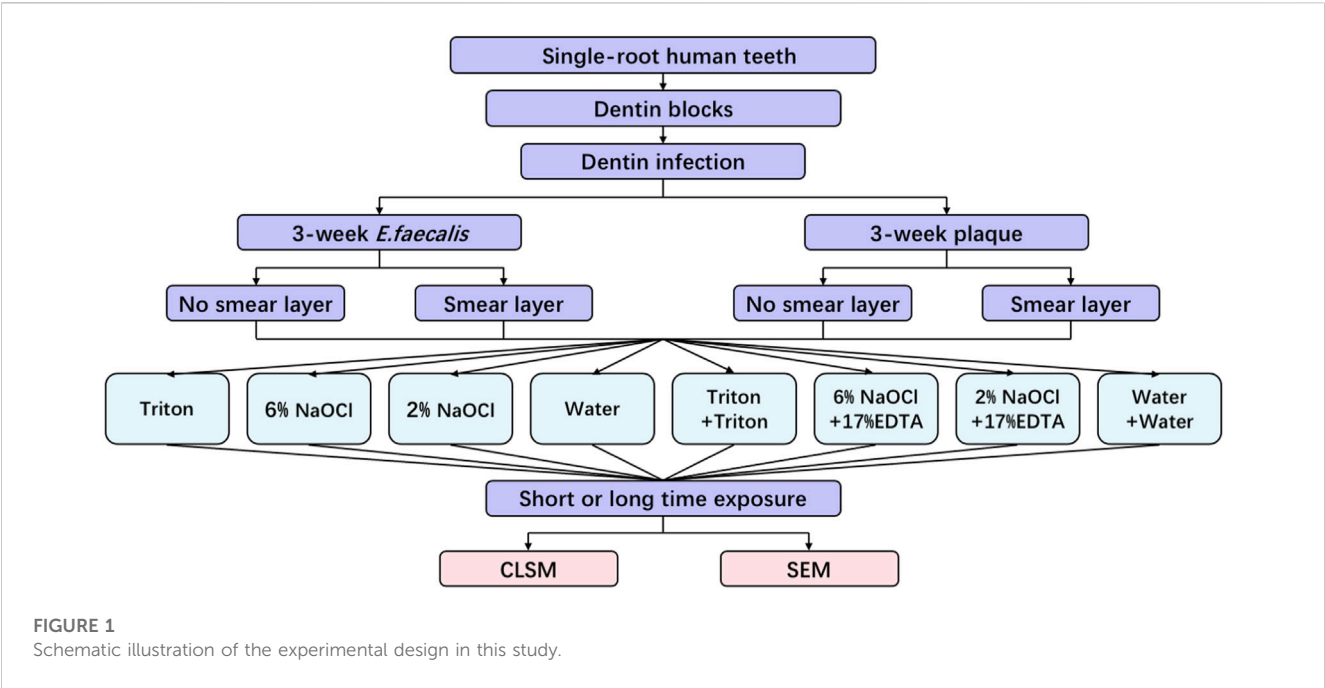 Single-root human teeth
Dentin blocks
Dentin infection
3-week E.faecalis
3-week plaque
No smear layer
Smear layer
No smear layer
Smear layer
Triton
6% NaOCl
2% NaOCl
Water
Triton
+Triton
6% NaOCl
+17%EDTA
2% NaOCl
+17%EDTA
Water
+Water
Short or long time exposure
CLSM
SEM
FIGURE 1
Schematic illustration of the experimental design in this study.